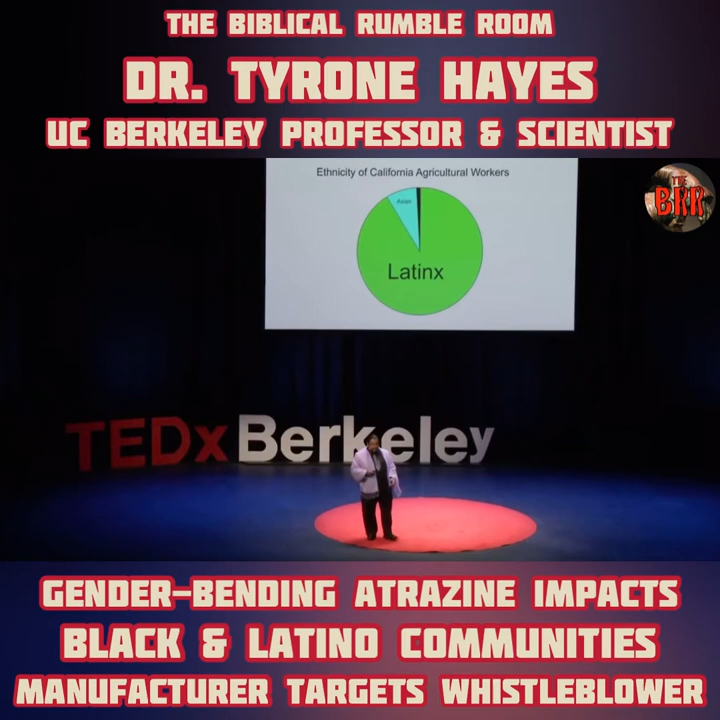 THE BIBLICAL RUMBLE ROOM
DR. TYRONE HAYES
UC BERKELEY PROFESSOR & SCIENTIST
Ethnicity of California Agricultural Workers
Asian
Latinx
THE
BRR
TEDxBerkeley
GENDER-BENDING ATRAZINE IMPACTS
BLACK & LATINO COMMUNITIES
MANUFACTURER TARGETS WHISTLEBLOWER